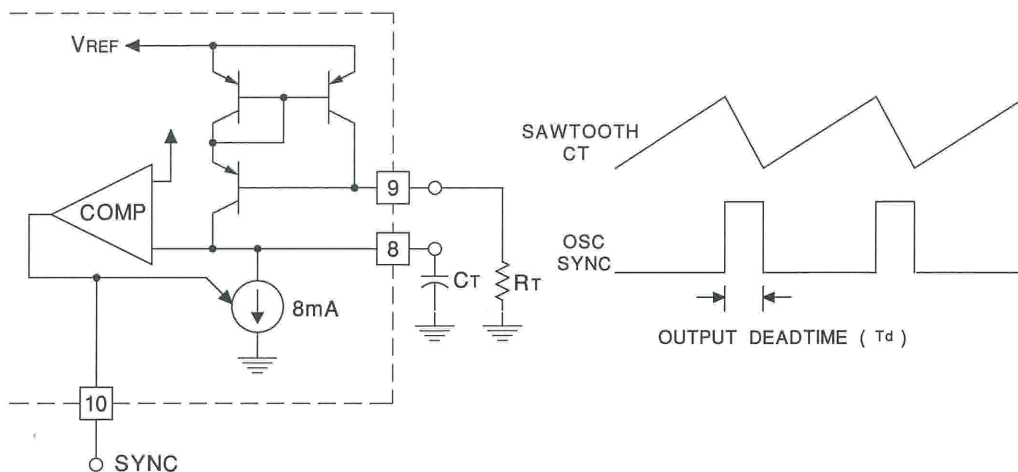 VREF
COMP
9
8
CT
RT
8mA
10
SYNC
SAWTOOTH
CT
OSC
SYNC
OUTPUT DEADTIME ( Td )